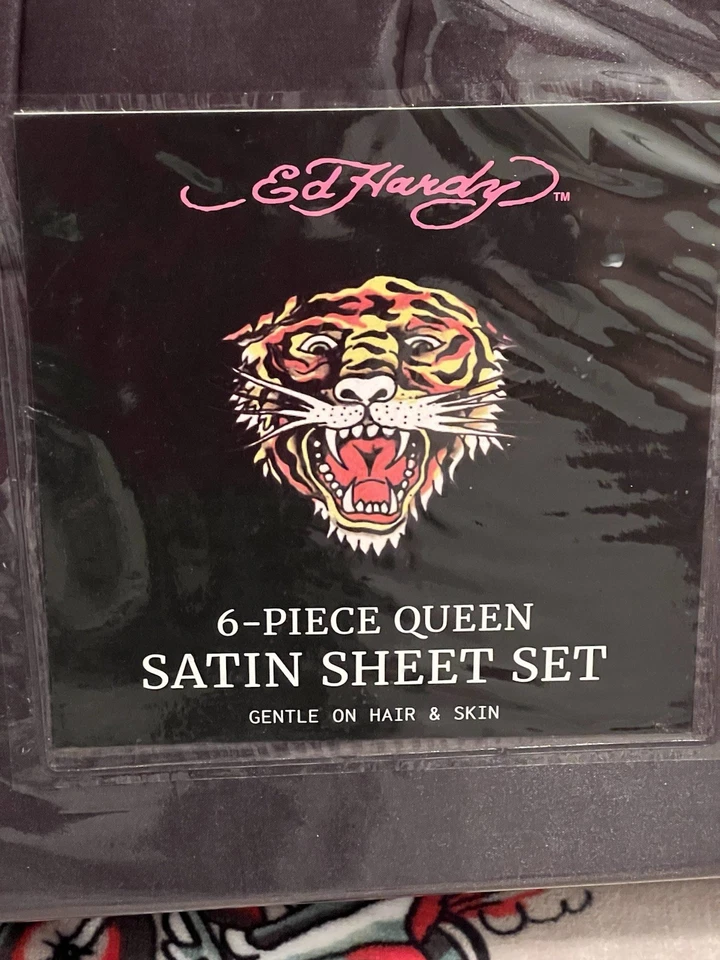 Ed Hardy™
6-PIECE QUEEN
SATIN SHEET SET
GENTLE ON HAIR & SKIN